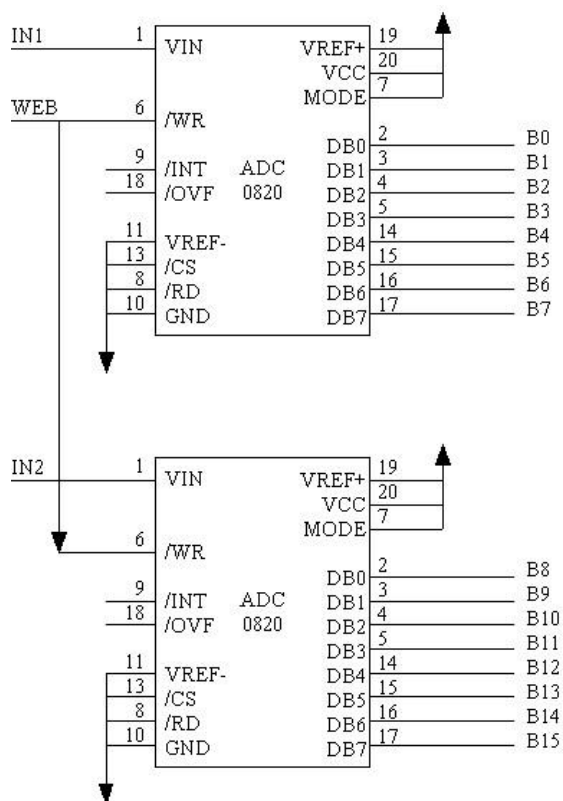 IN1 1 VIN VREF+ 19
VCC 20
MODE 7
WEB 6 /WR
DB0 2 B0
9 /INT ADC DB1 3 B1
18 /OVF 0820 DB2 4 B2
DB3 5 B3
11 VREF- DB4 14 B4
13 /CS DB5 15 B5
8 /RD DB6 16 B6
10 GND DB7 17 B7
IN2 1 VIN VREF+ 19
VCC 20
MODE 7
6 /WR
DB0 2 B8
9 /INT ADC DB1 3 B9
18 /OVF 0820 DB2 4 B10
DB3 5 B11
11 VREF- DB4 14 B12
13 /CS DB5 15 B13
8 /RD DB6 16 B14
10 GND DB7 17 B15